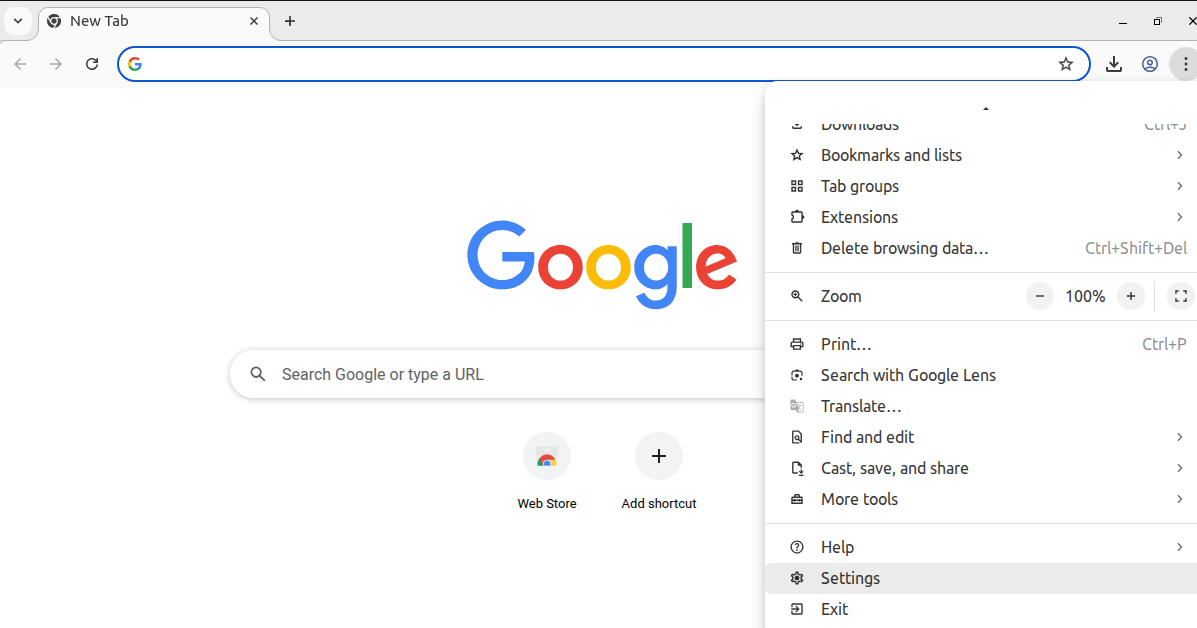 New Tab
Downloads Ctrl+J
Bookmarks and lists
Tab groups
Extensions
Delete browsing data... Ctrl+Shift+Del
Zoom 100%
Print... Ctrl+P
Search with Google Lens
Translate...
Find and edit
Cast, save, and share
More tools
Help
Settings
Exit
Google
Search Google or type a URL
Web Store
Add shortcut